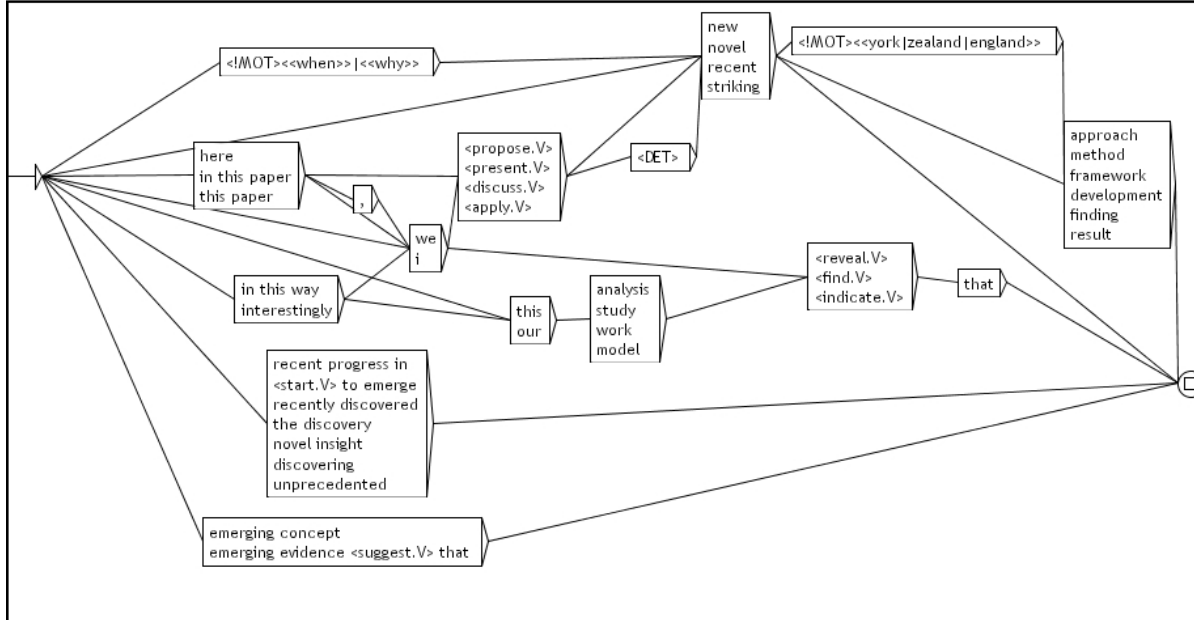 <!MOT><<when>>|<<why>>
new
novel
recent
striking
<!MOT><<york|zealand|england>>
here
in this paper
this paper
,
we
i
<propose.V>
<present.V>
<discuss.V>
<apply.V>
<DET>
approach
method
framework
development
finding
result
in this way
interestingly
this
our
analysis
study
work
model
<reveal.V>
<find.V>
<indicate.V>
that
recent progress in
<start.V> to emerge
recently discovered
the discovery
novel insight
discovering
unprecedented
emerging concept
emerging evidence <suggest.V> that